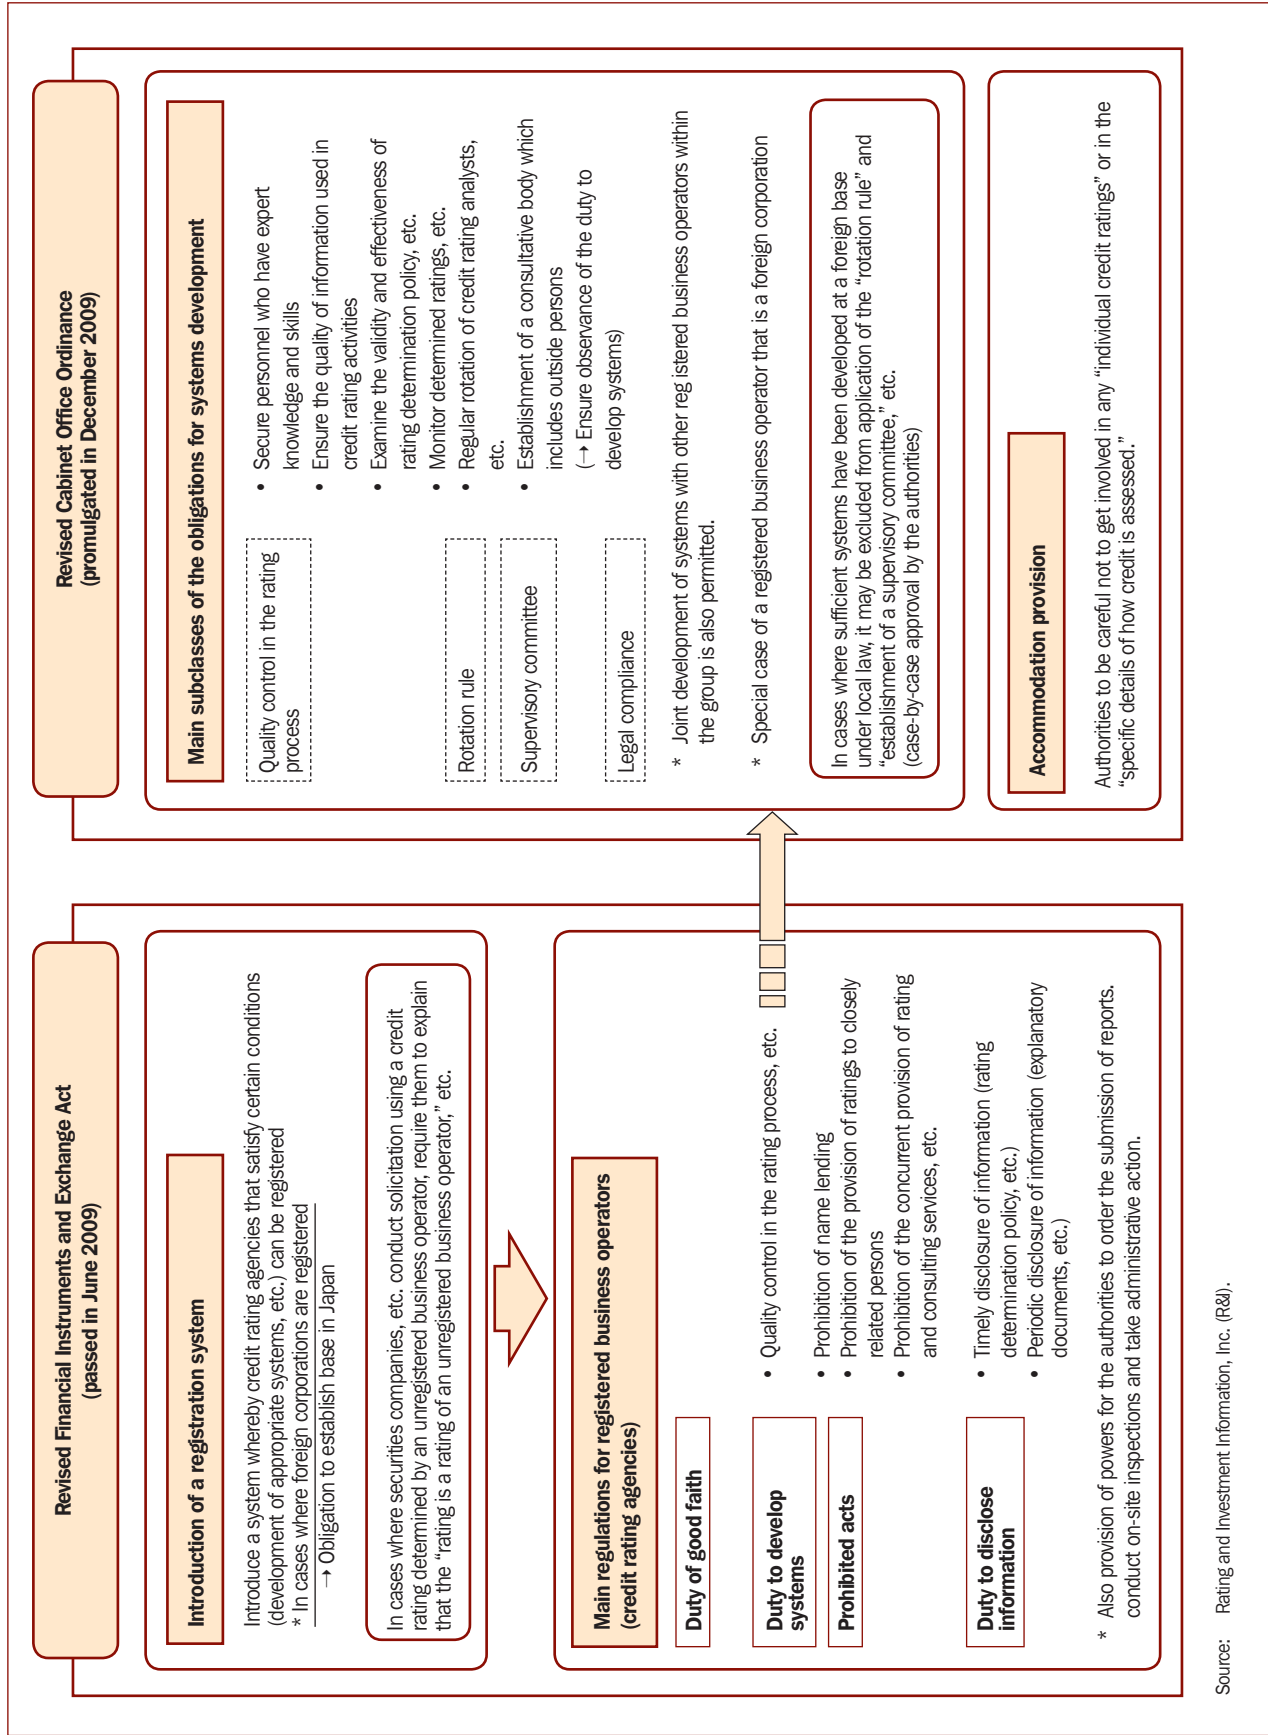 Revised Financial Instruments and Exchange Act
(passed in June 2009)
Introduction of a registration system
Introduce a system whereby credit rating agencies that satisfy certain conditions
(development of appropriate systems, etc.) can be registered
* In cases where foreign corporations are registered
→ Obligation to establish base in Japan
In cases where securities companies, etc. conduct solicitation using a credit
rating determined by an unregistered business operator, require them to explain
that the “rating is a rating of an unregistered business operator,” etc.
Main regulations for registered business operators
(credit rating agencies)
Duty of good faith
Duty to develop
systems
• Quality control in the rating process, etc.
Prohibited acts
• Prohibition of name lending
• Prohibition of the provision of ratings to closely
related persons
• Prohibition of the concurrent provision of rating
and consulting services, etc.
Duty to disclose
information
• Timely disclosure of information (rating
determination policy, etc.)
• Periodic disclosure of information (explanatory
documents, etc.)
* Also provision of powers for the authorities to order the submission of reports.
conduct on-site inspections and take administrative action.
Revised Cabinet Office Ordinance
(promulgated in December 2009)
Main subclasses of the obligations for systems development
Quality control in the rating
process
• Secure personnel who have expert
knowledge and skills
• Ensure the quality of information used in
credit rating activities
• Examine the validity and effectiveness of
rating determination policy, etc.
• Monitor determined ratings, etc.
Rotation rule
• Regular rotation of credit rating analysts,
etc.
Supervisory committee
• Establishment of a consultative body which
includes outside persons
(→ Ensure observance of the duty to
develop systems)
Legal compliance
* Joint development of systems with other reg istered business operators within
the group is also permitted.
* Special case of a registered business operator that is a foreign corporation
In cases where sufficient systems have been developed at a foreign base
under local law, it may be excluded from application of the “rotation rule” and
“establishment of a supervisory committee,” etc.
(case-by-case approval by the authorities)
Accommodation provision
Authorities to be careful not to get involved in any “individual credit ratings” or in the
“specific details of how credit is assessed.”
Source: Rating and Investment Information, Inc. (R&I).